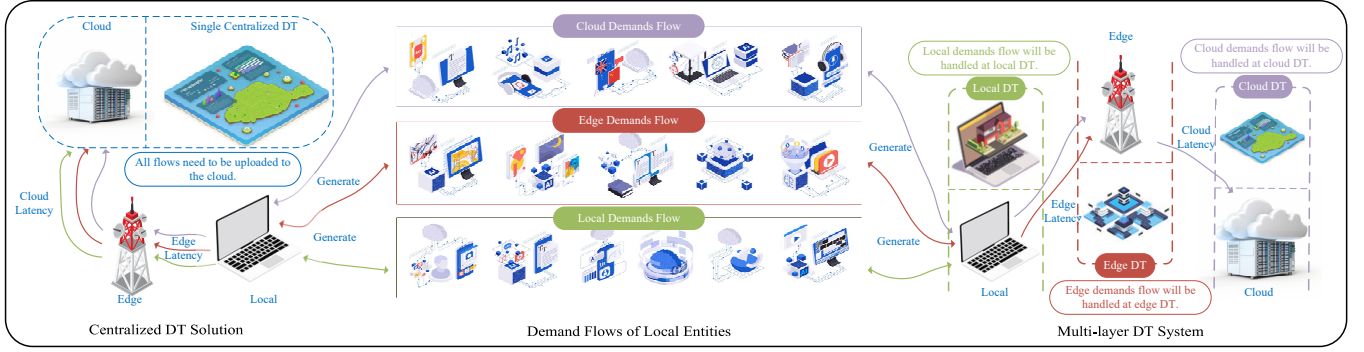 Cloud
Single Centralized DT
All flows need to be uploaded to
the cloud.
Cloud
Latency
Edge
Latency
Edge
Local
Generate
Generate
Centralized DT Solution
Cloud Demands Flow
Edge Demands Flow
Local Demands Flow
Demand Flows of Local Entities
Generate
Generate
Local demands flow will be
handled at local DT.
Local DT
Local
Edge
Edge
Latency
Edge DT
Edge demands flow will be
handled at edge DT.
Cloud demands flow will be
handled at cloud DT.
Cloud DT
Cloud
Latency
Cloud
Multi-layer DT System